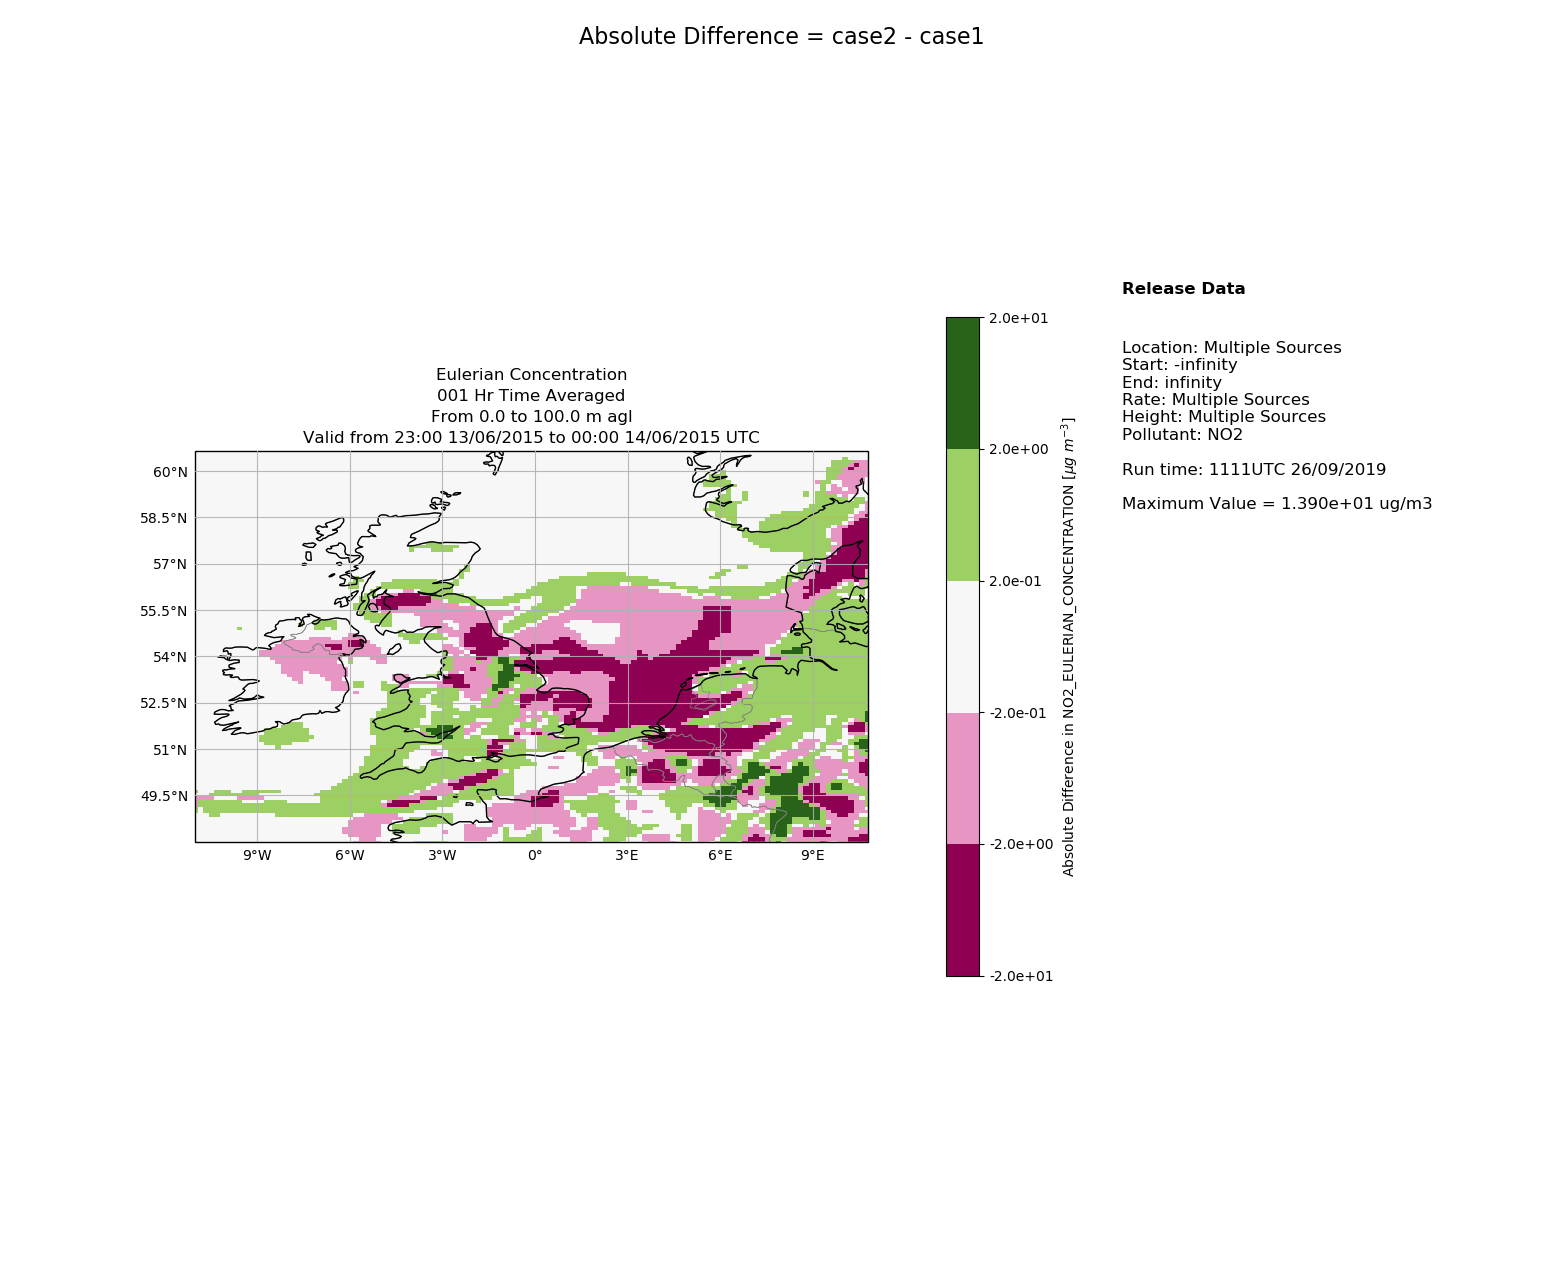 Absolute Difference = case2 - case1
Eulerian Concentration
001 Hr Time Averaged
From 0.0 to 100.0 m agl
Valid from 23:00 13/06/2015 to 00:00 14/06/2015 UTC
60°N
58.5°N
57°N
55.5°N
54°N
52.5°N
51°N
49.5°N
9°W
6°W
3°W
0°
3°E
6°E
9°E
2.0e+01
2.0e+00
2.0e-01
-2.0e-01
-2.0e+00
-2.0e+01
Absolute Difference in NO2_EULERIAN_CONCENTRATION [μg m⁻³]
Release Data
Location: Multiple Sources
Start: -infinity
End: infinity
Rate: Multiple Sources
Height: Multiple Sources
Pollutant: NO2
Run time: 1111UTC 26/09/2019
Maximum Value = 1.390e+01 ug/m3